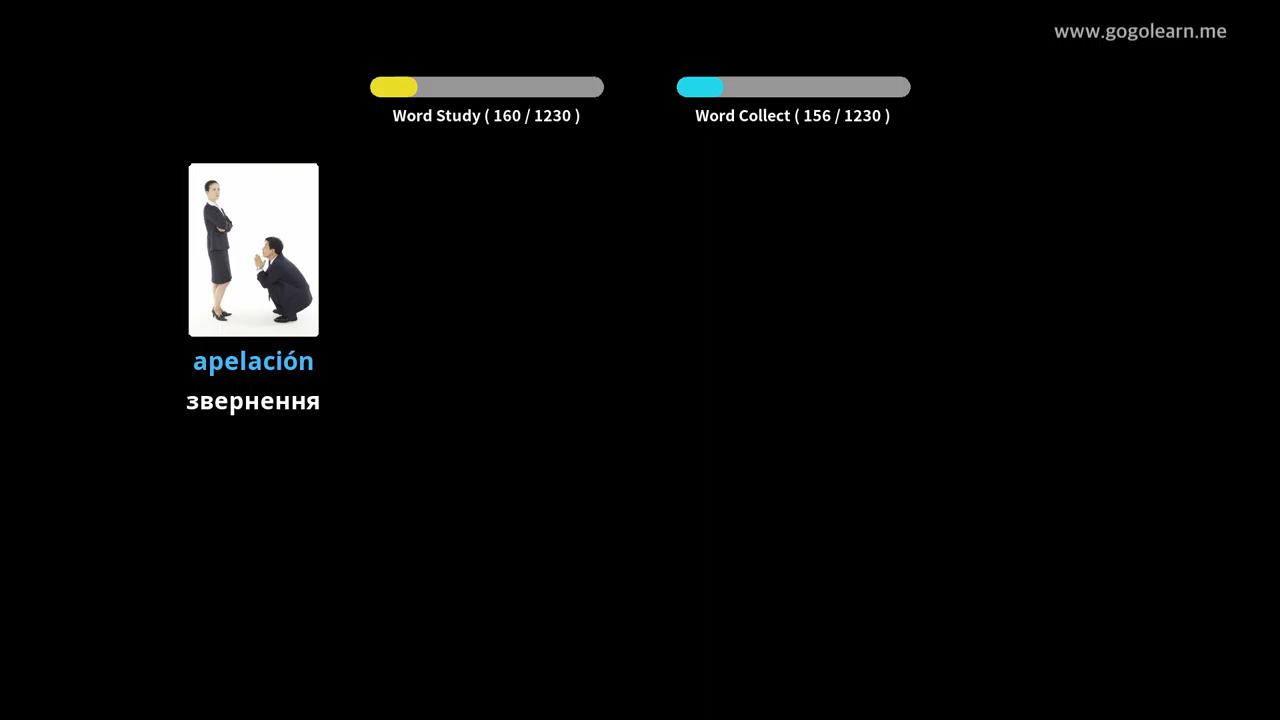 www.gogolearn.me
Word Study ( 160 / 1230 )
Word Collect ( 156 / 1230 )
apelación
звернення